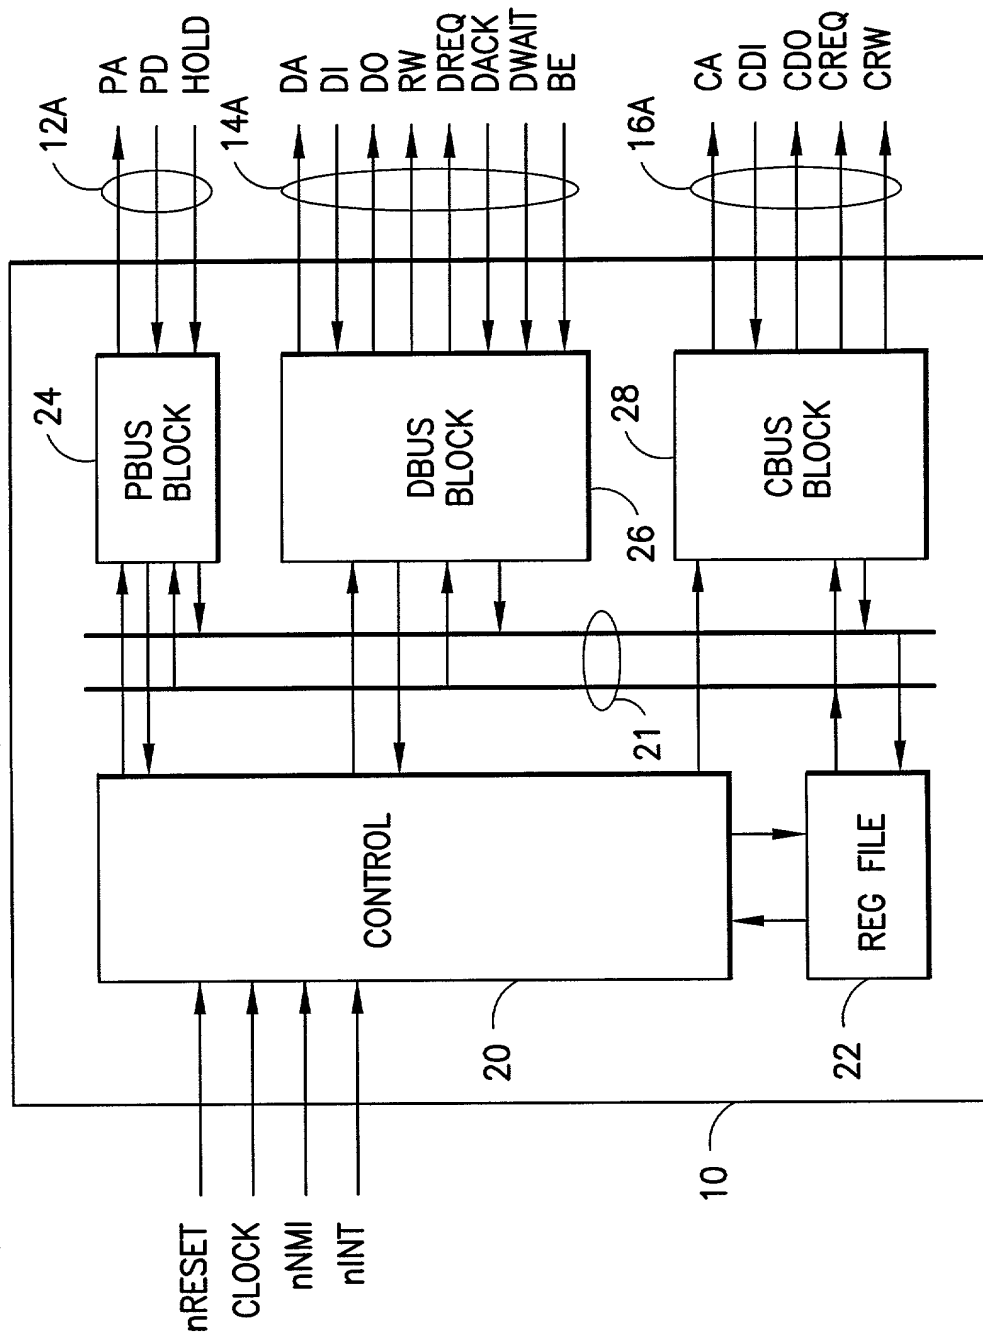 12A
PA
PD
HOLD
14A
DA
DI
DO
RW
DREQ
DACK
DWAIT
BE
16A
CA
CDI
CDO
CREQ
CRW
24
PBUS
BLOCK
DBUS
BLOCK
26
28
CBUS
BLOCK
21
CONTROL
20
REG FILE
22
10
nRESET
CLOCK
nNMI
nINT